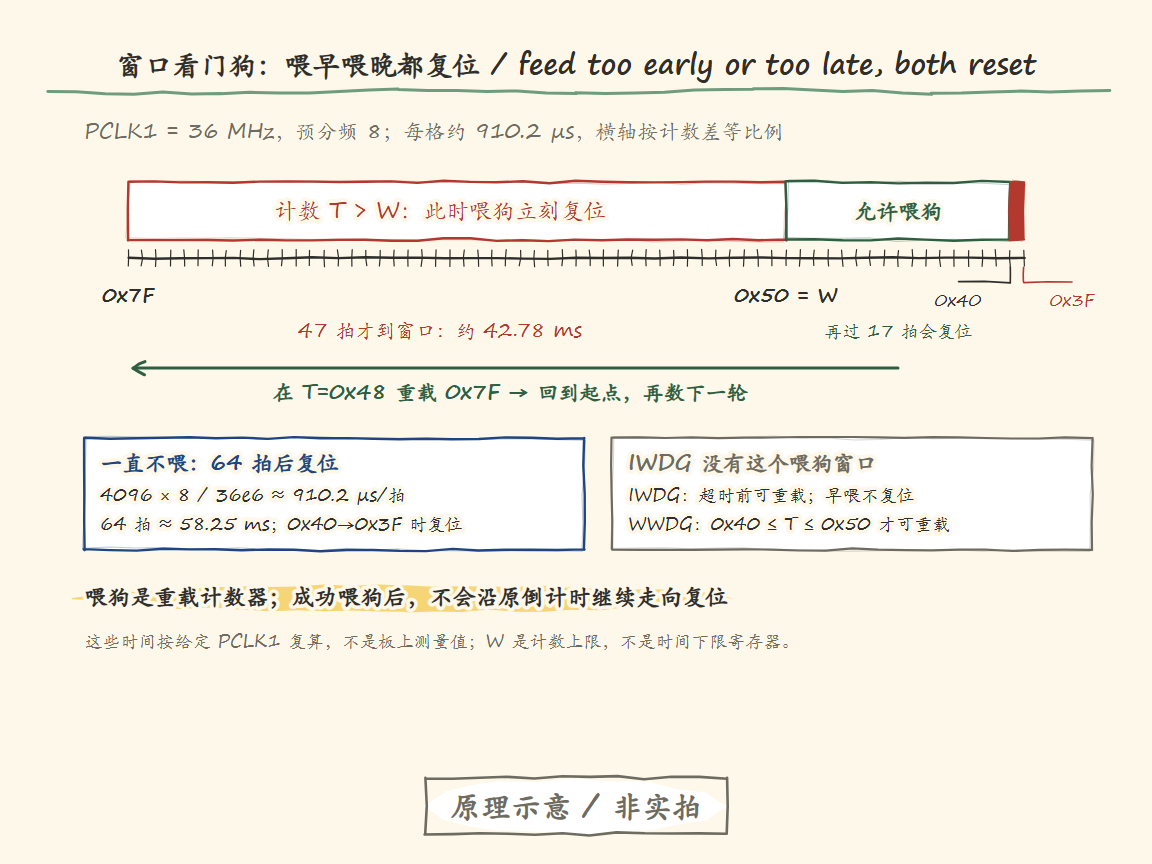 窗口看门狗：喂早喂晚都复位 / feed too early or too late, both reset
PCLK1 = 36 MHz，预分频 8；每格约 910.2 μs，横轴按计数差等比例
计数 T > W：此时喂狗立刻复位
允许喂狗
0x7F
0x50 = W
0x40
0x3F
47 拍才到窗口：约 42.78 ms
再过 17 拍会复位
在 T=0x48 重载 0x7F → 回到起点，再数下一轮
一直不喂：64 拍后复位
4096 × 8 / 36e6 ≈ 910.2 μs/拍
64 拍 ≈ 58.25 ms；0x40→0x3F 时复位
IWDG 没有这个喂狗窗口
IWDG：超时前可重载；早喂不复位
WWDG：0x40 ≤ T ≤ 0x50 才可重载
喂狗是重载计数器；成功喂狗后，不会沿原倒计时继续走向复位
这些时间按给定 PCLK1 复算，不是板上测量值；W 是计数上限，不是时间下限寄存器。
原理示意 / 非实拍